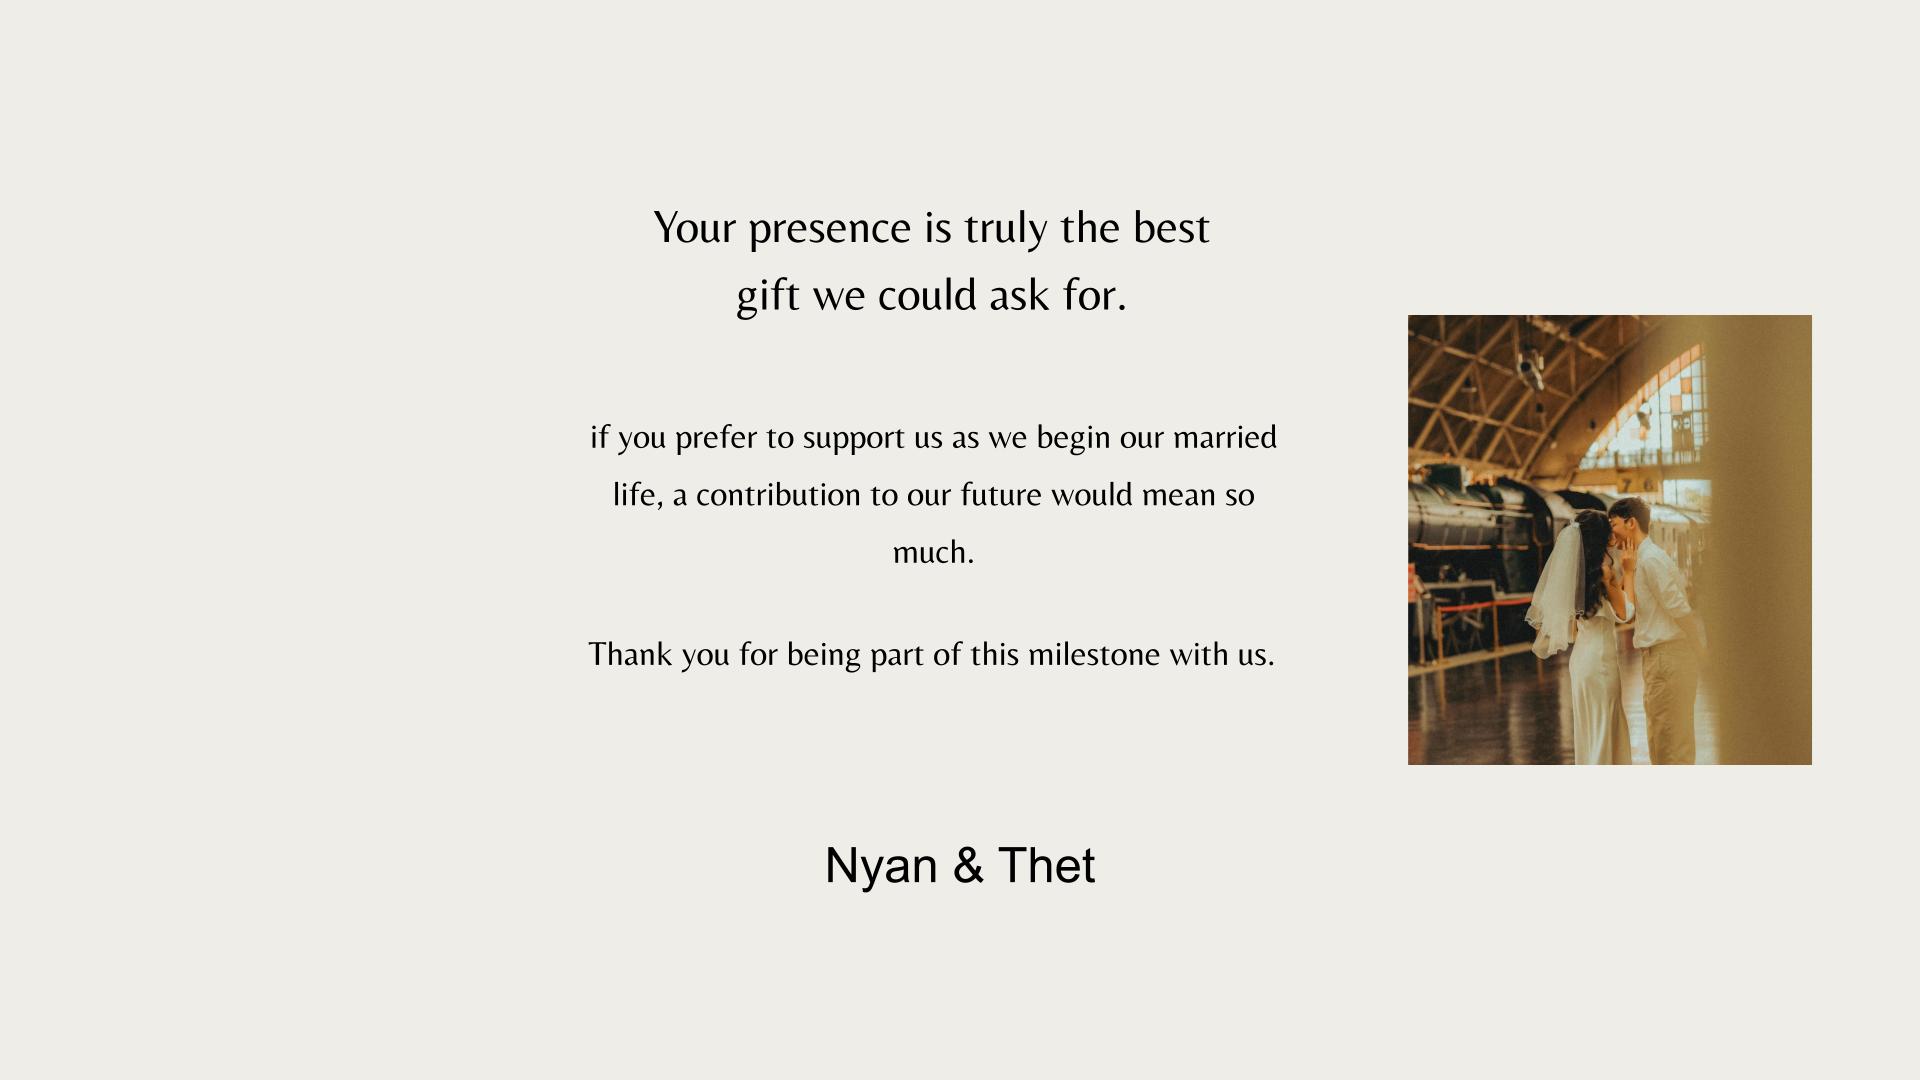 Your presence is truly the best
gift we could ask for.
if you prefer to support us as we begin our married
life, a contribution to our future would mean so
much.
Thank you for being part of this milestone with us.
Nyan & Thet
7 6